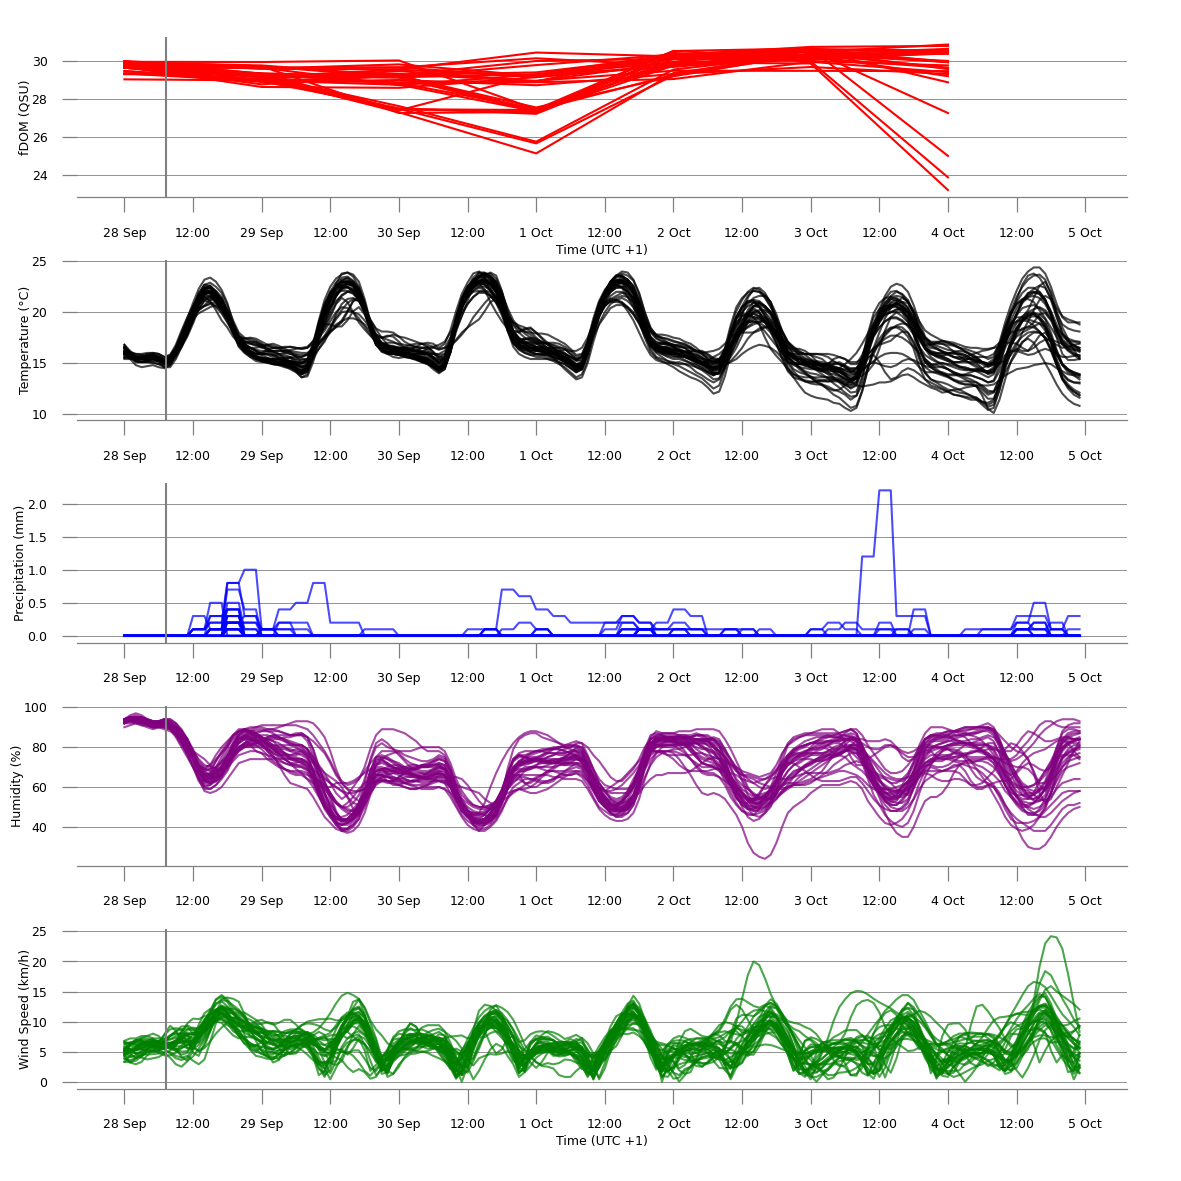 fDOM (QSU)
30
28
26
24
28 Sep 12:00 29 Sep 12:00 30 Sep 12:00 1 Oct 12:00 2 Oct 12:00 3 Oct 12:00 4 Oct 12:00 5 Oct
Time (UTC +1)
Temperature (°C)
25
20
15
10
28 Sep 12:00 29 Sep 12:00 30 Sep 12:00 1 Oct 12:00 2 Oct 12:00 3 Oct 12:00 4 Oct 12:00 5 Oct
Precipitation (mm)
2.0
1.5
1.0
0.5
0.0
28 Sep 12:00 29 Sep 12:00 30 Sep 12:00 1 Oct 12:00 2 Oct 12:00 3 Oct 12:00 4 Oct 12:00 5 Oct
Humidity (%)
100
80
60
40
28 Sep 12:00 29 Sep 12:00 30 Sep 12:00 1 Oct 12:00 2 Oct 12:00 3 Oct 12:00 4 Oct 12:00 5 Oct
Wind Speed (km/h)
25
20
15
10
5
0
28 Sep 12:00 29 Sep 12:00 30 Sep 12:00 1 Oct 12:00 2 Oct 12:00 3 Oct 12:00 4 Oct 12:00 5 Oct
Time (UTC +1)